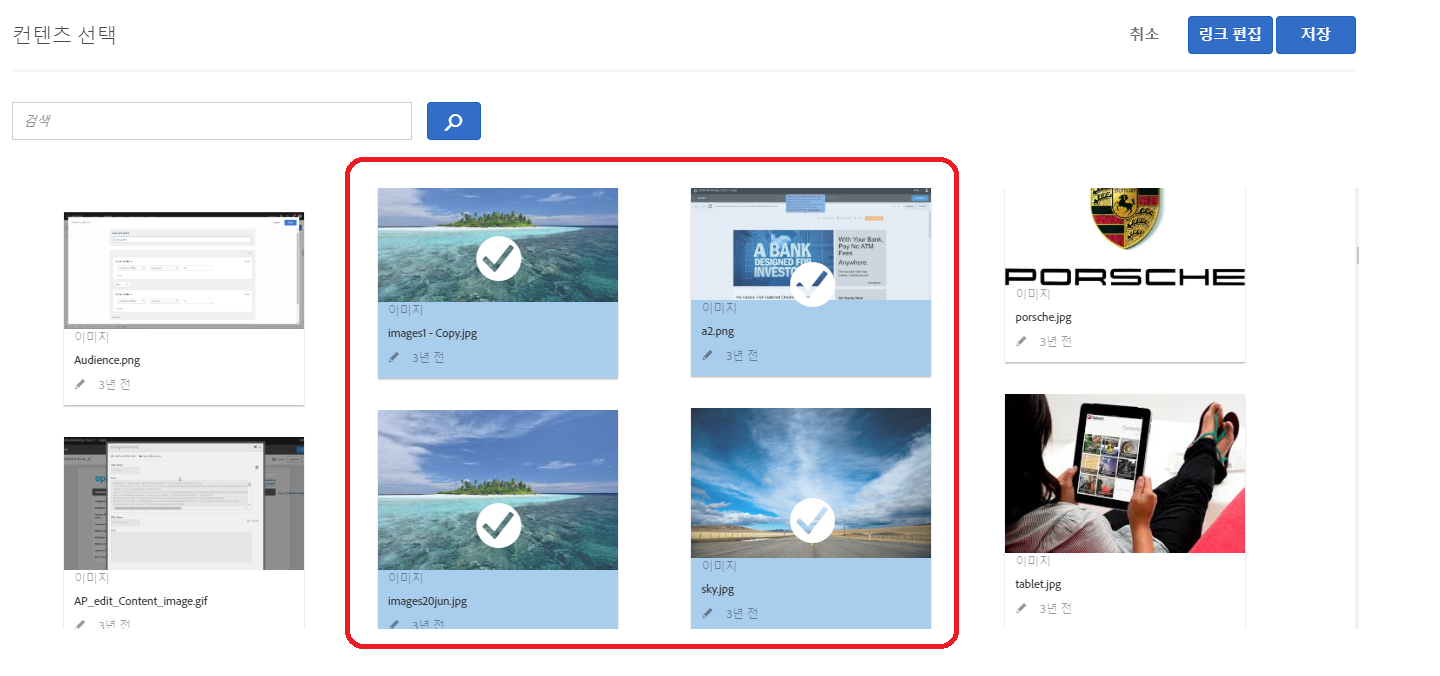 컨텐츠 선택
취소
링크 편집
저장
검색
이미지
Audience.png
3년 전
이미지
images1 - Copy.jpg
3년 전
A BANK
DESIGNED FOR
With Your Bank,
Pay No ATM
Fees.
Anywhere.
이미지
a2.png
3년 전
PORSCHE
이미지
porsche.jpg
3년 전
이미지
AP_edit_Content_image.gif
3년 전
이미지
images20jun.jpg
3년 전
이미지
sky.jpg
3년 전
이미지
tablet.jpg
3년 전